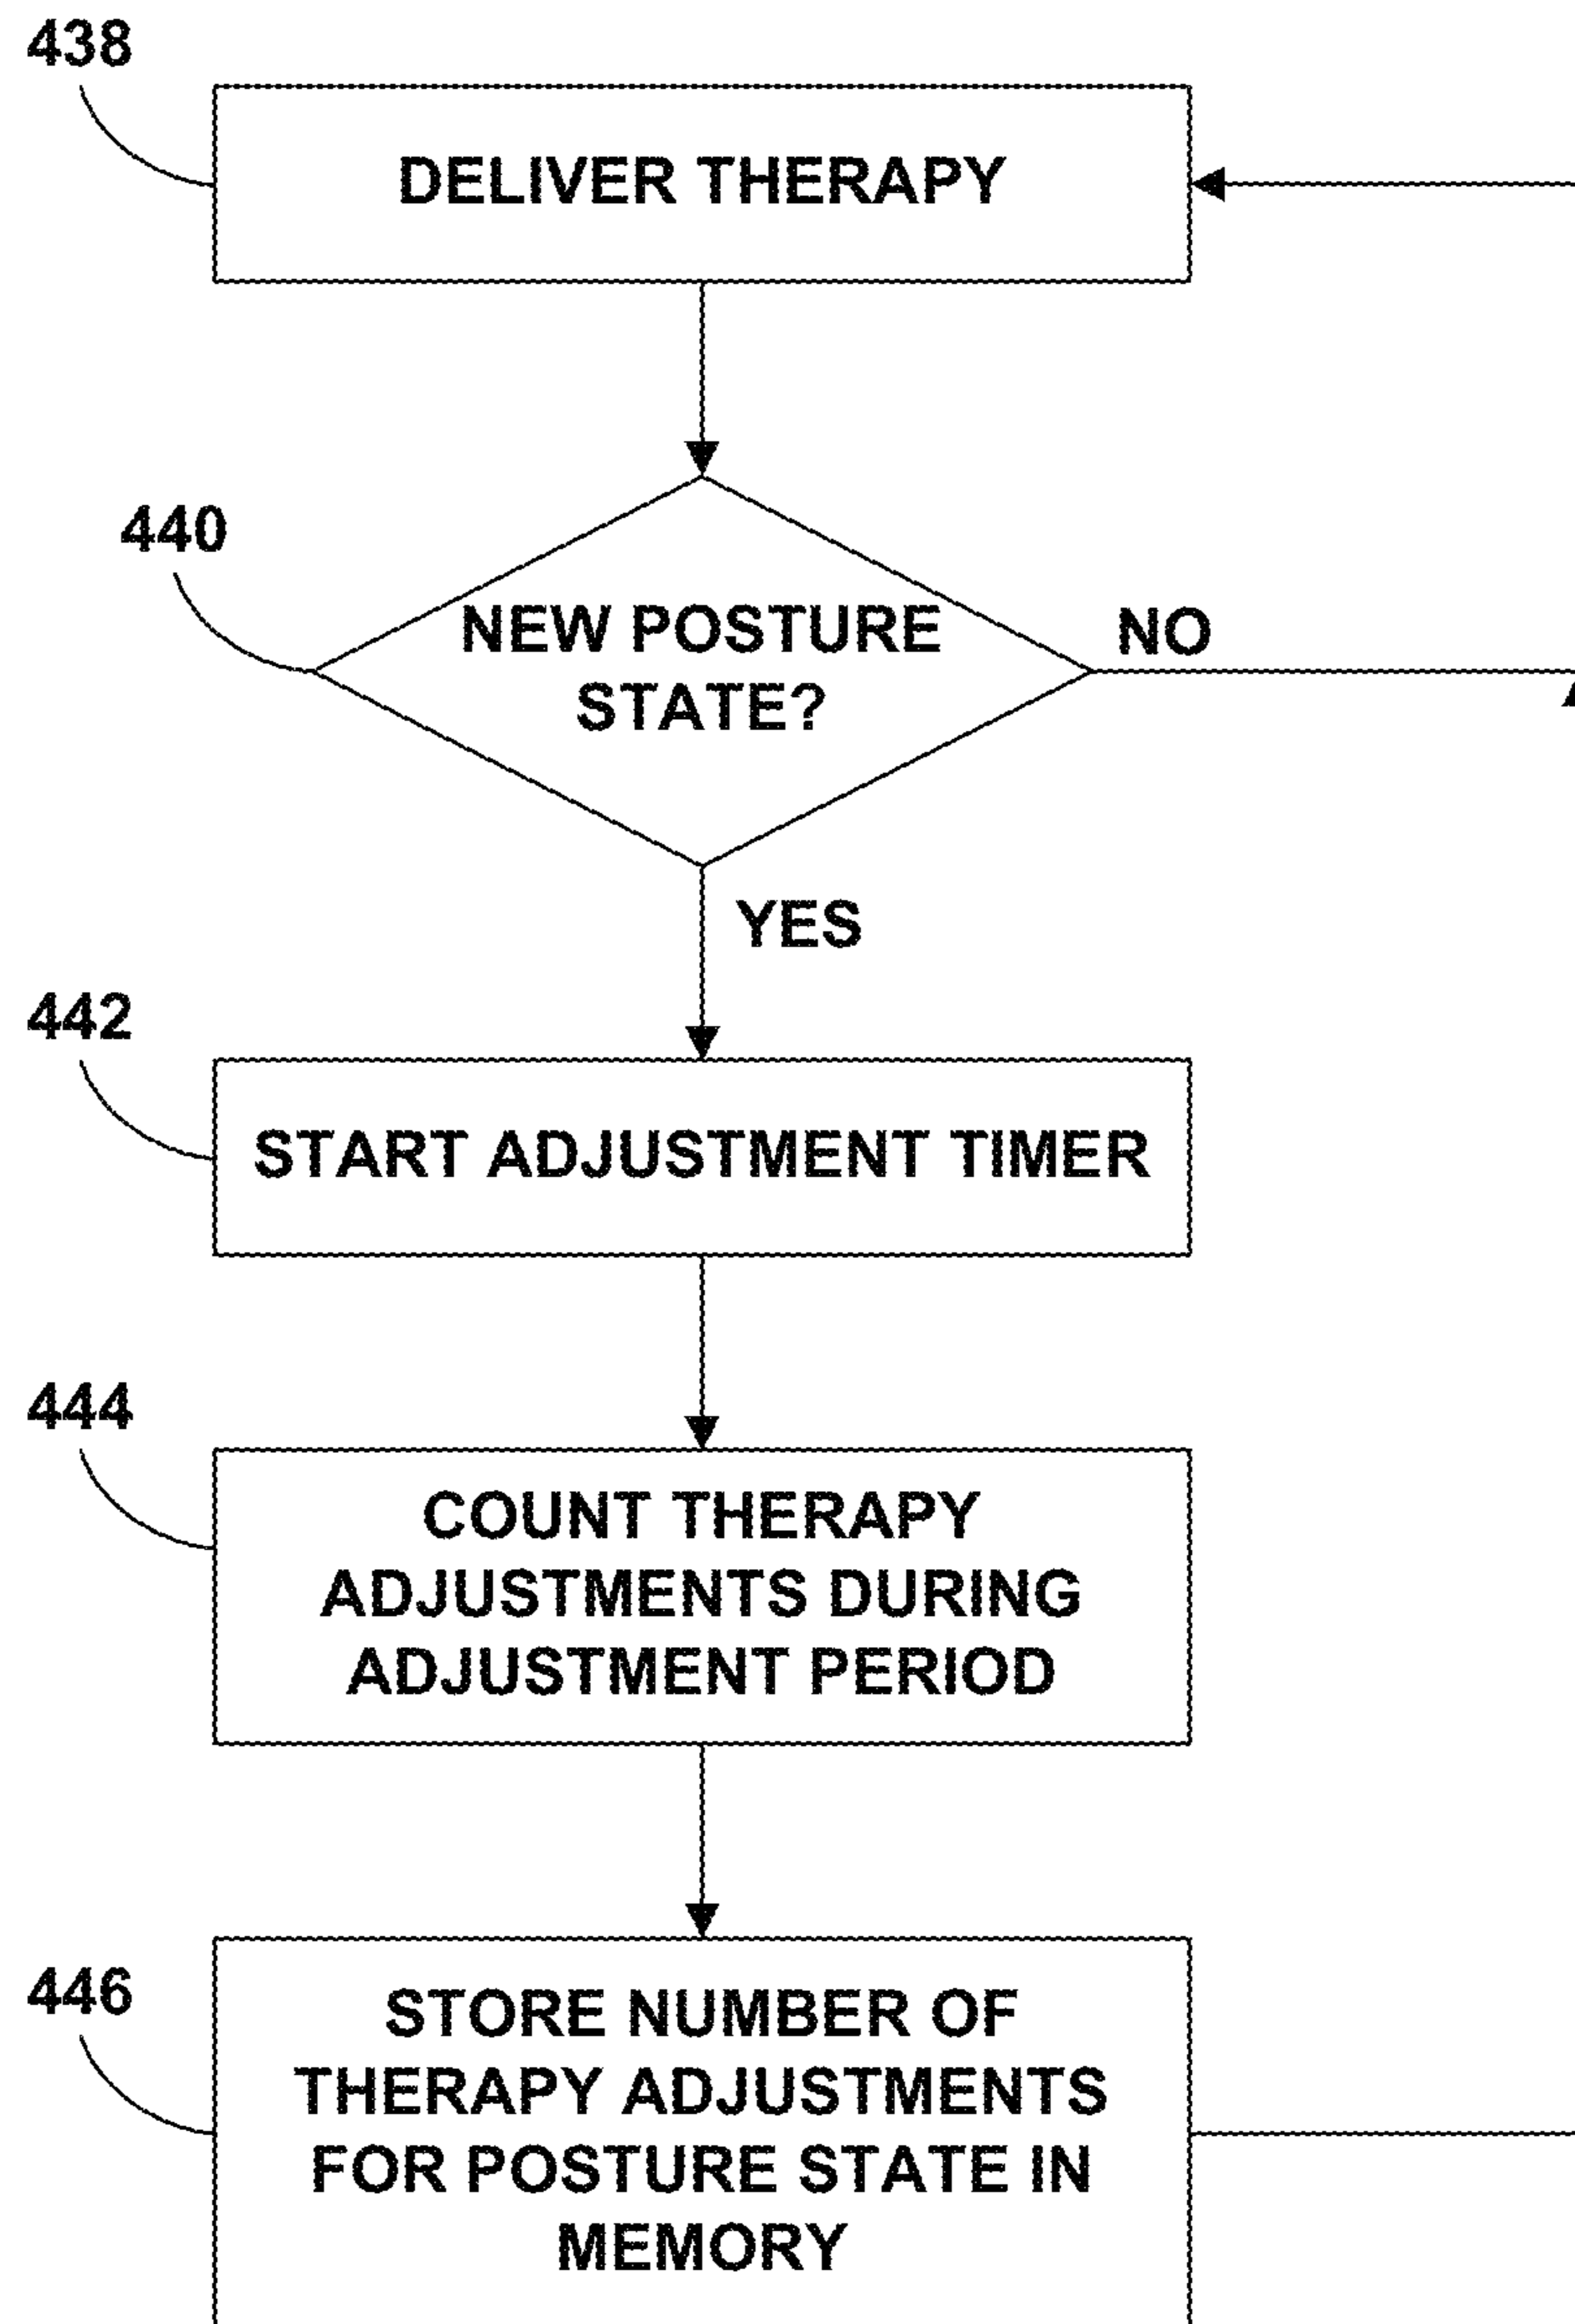 438
DELIVER THERAPY
440
NEW POSTURE
STATE?
NO
YES
442
START ADJUSTMENT TIMER
444
COUNT THERAPY
ADJUSTMENTS DURING
ADJUSTMENT PERIOD
446
STORE NUMBER OF
THERAPY ADJUSTMENTS
FOR POSTURE STATE IN
MEMORY